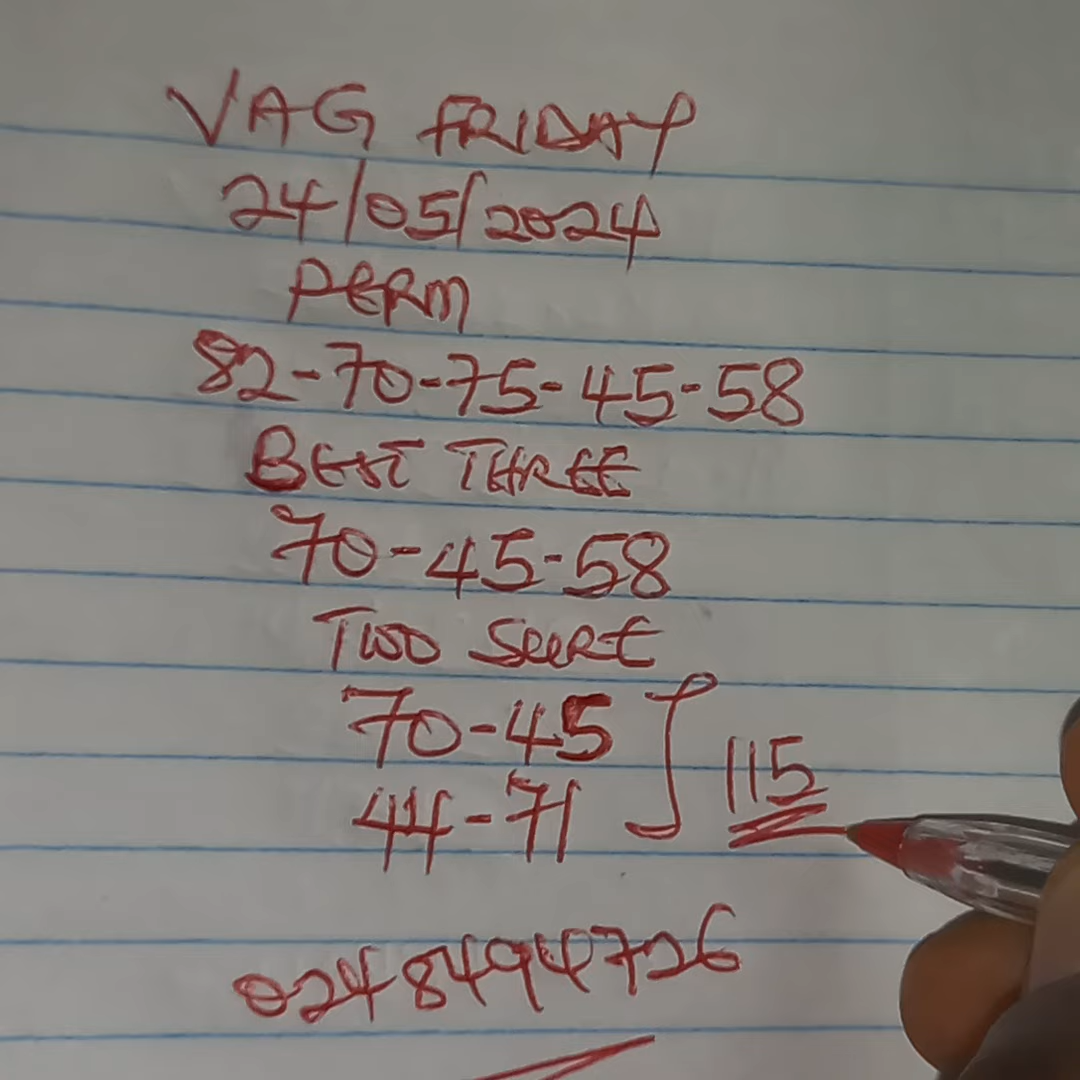 VAG FRIDAY
24/05/2024
PERM
82-70-75-45-58
BEST THREE
70-45-58
TWO SURE
70-45
44-71
115
0248494726